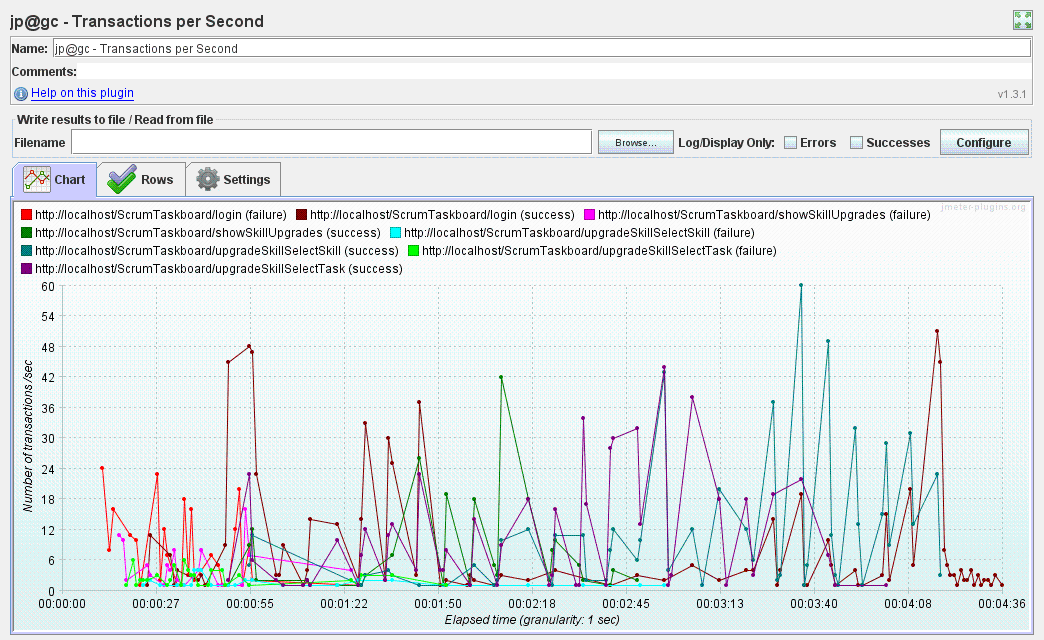 jp@gc - Transactions per Second
Name: jp@gc - Transactions per Second
Comments:
Help on this plugin
v1.3.1
Write results to file / Read from file
Filename Browse... Log/Display Only: Errors Successes Configure
Chart Rows Settings
jmeter-plugins.org
http://localhost/ScrumTaskboard/login (failure) http://localhost/ScrumTaskboard/login (success) http://localhost/ScrumTaskboard/showSkillUpgrades (failure)
http://localhost/ScrumTaskboard/showSkillUpgrades (success) http://localhost/ScrumTaskboard/upgradeSkillSelectSkill (failure)
http://localhost/ScrumTaskboard/upgradeSkillSelectSkill (success) http://localhost/ScrumTaskboard/upgradeSkillSelectTask (failure)
http://localhost/ScrumTaskboard/upgradeSkillSelectTask (success)
Number of transactions /sec
60
54
48
42
36
30
24
18
12
6
0
00:00:00 00:00:27 00:00:55 00:01:22 00:01:50 00:02:18 00:02:45 00:03:13 00:03:40 00:04:08 00:04:36
Elapsed time (granularity: 1 sec)